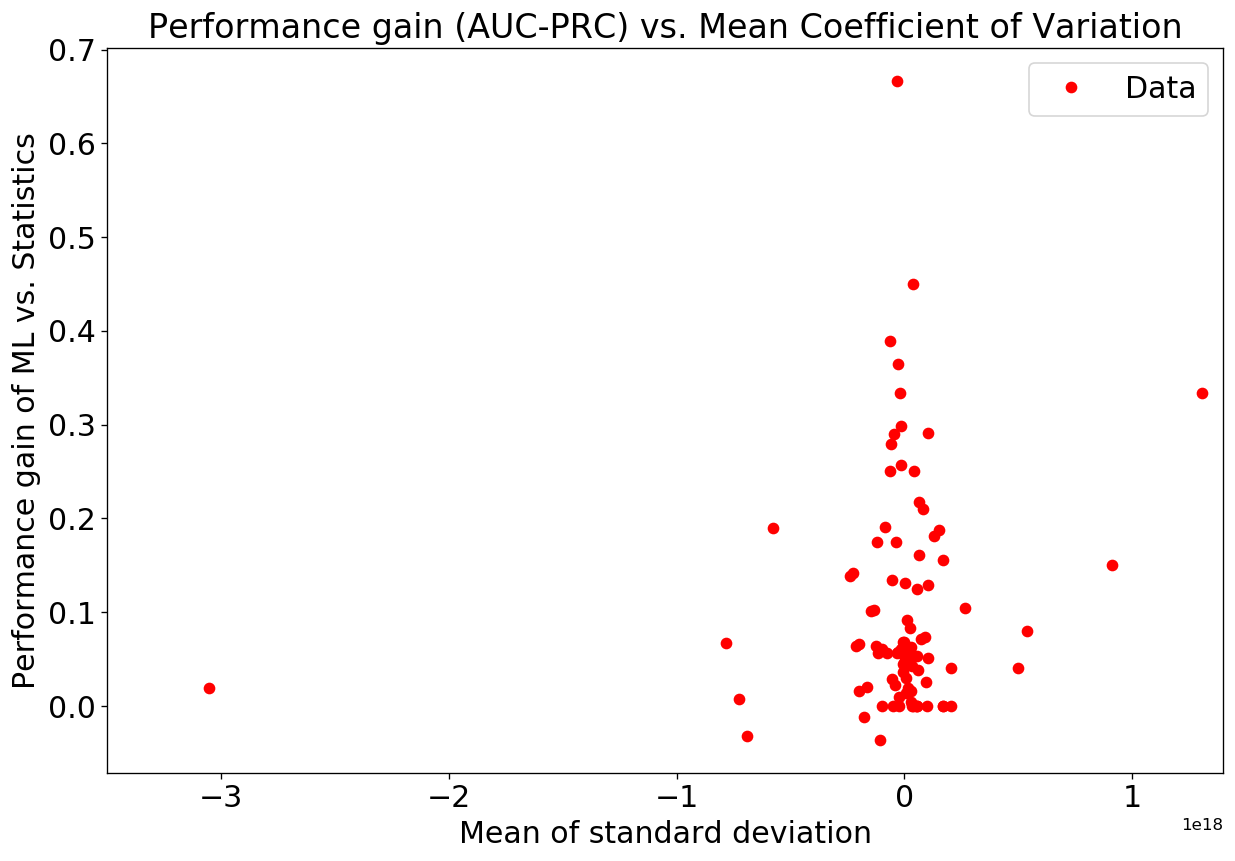 Performance gain (AUC-PRC) vs. Mean Coefficient of Variation
Data
Performance gain of ML vs. Statistics
0.7
0.6
0.5
0.4
0.3
0.2
0.1
0.0
−3 −2 −1 0 1
1e18
Mean of standard deviation